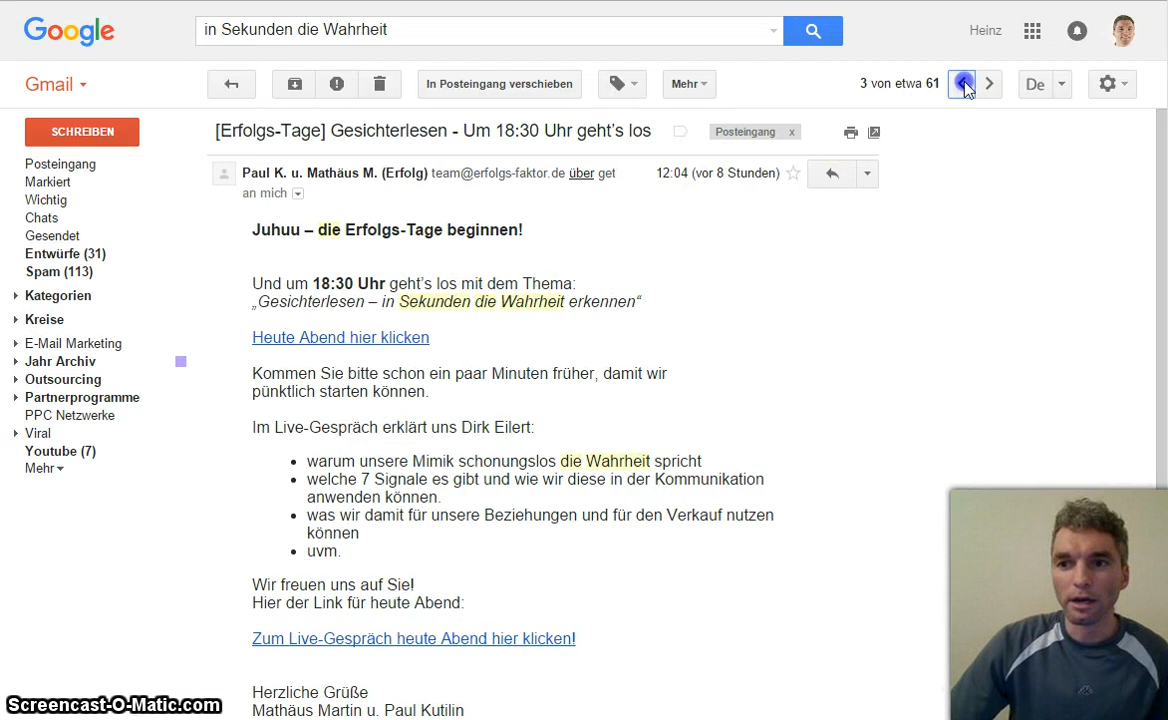 Google
in Sekunden die Wahrheit
Heinz
Gmail
In Posteingang verschieben
Mehr
3 von etwa 61
De
SCHREIBEN
[Erfolgs-Tage] Gesichterlesen - Um 18:30 Uhr geht's los
Posteingang x
Posteingang
Markiert
Wichtig
Chats
Gesendet
Entwürfe (31)
Spam (113)
Kategorien
Kreise
E-Mail Marketing
Jahr Archiv
Outsourcing
Partnerprogramme
PPC Netzwerke
Viral
Youtube (7)
Mehr
Paul K. u. Mathäus M. (Erfolg) team@erfolgs-faktor.de über get
12:04 (vor 8 Stunden)
an mich
Juhuu – die Erfolgs-Tage beginnen!
Und um 18:30 Uhr geht's los mit dem Thema:
„Gesichterlesen – in Sekunden die Wahrheit erkennen“
Heute Abend hier klicken
Kommen Sie bitte schon ein paar Minuten früher, damit wir
pünktlich starten können.
Im Live-Gespräch erklärt uns Dirk Eilert:
• warum unsere Mimik schonungslos die Wahrheit spricht
• welche 7 Signale es gibt und wie wir diese in der Kommunikation
anwenden können.
• was wir damit für unsere Beziehungen und für den Verkauf nutzen
können
• uvm.
Wir freuen uns auf Sie!
Hier der Link für heute Abend:
Zum Live-Gespräch heute Abend hier klicken!
Herzliche Grüße
Mathäus Martin u. Paul Kutilin
Screencast-O-Matic.com